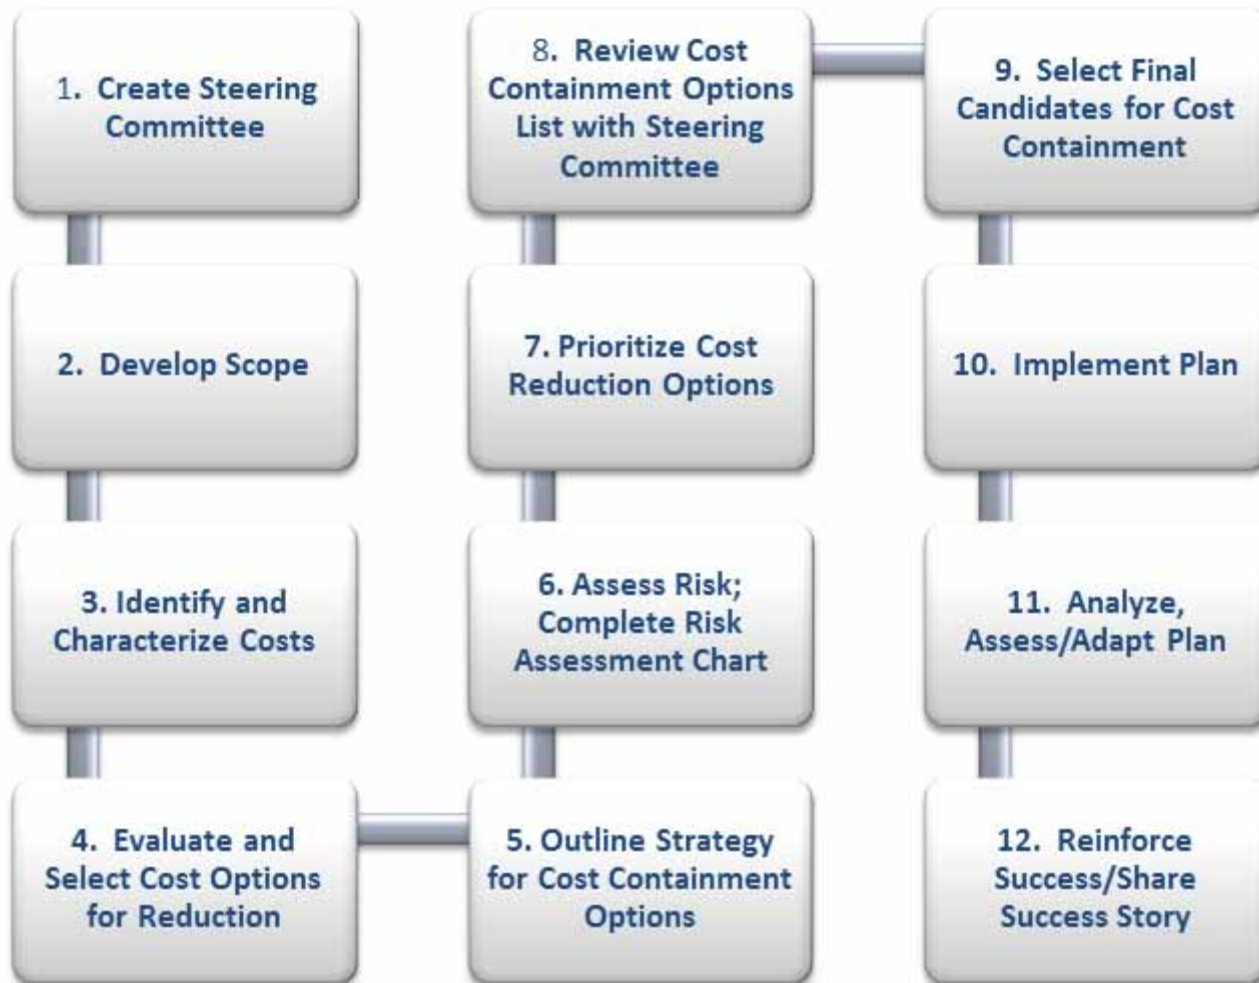 1. Create Steering
Committee
2. Develop Scope
3. Identify and
Characterize Costs
4. Evaluate and
Select Cost Options
for Reduction
5. Outline Strategy
for Cost Containment
Options
6. Assess Risk;
Complete Risk
Assessment Chart
7. Prioritize Cost
Reduction Options
8. Review Cost
Containment Options
List with Steering
Committee
9. Select Final
Candidates for Cost
Containment
10. Implement Plan
11. Analyze,
Assess/Adapt Plan
12. Reinforce
Success/Share
Success Story